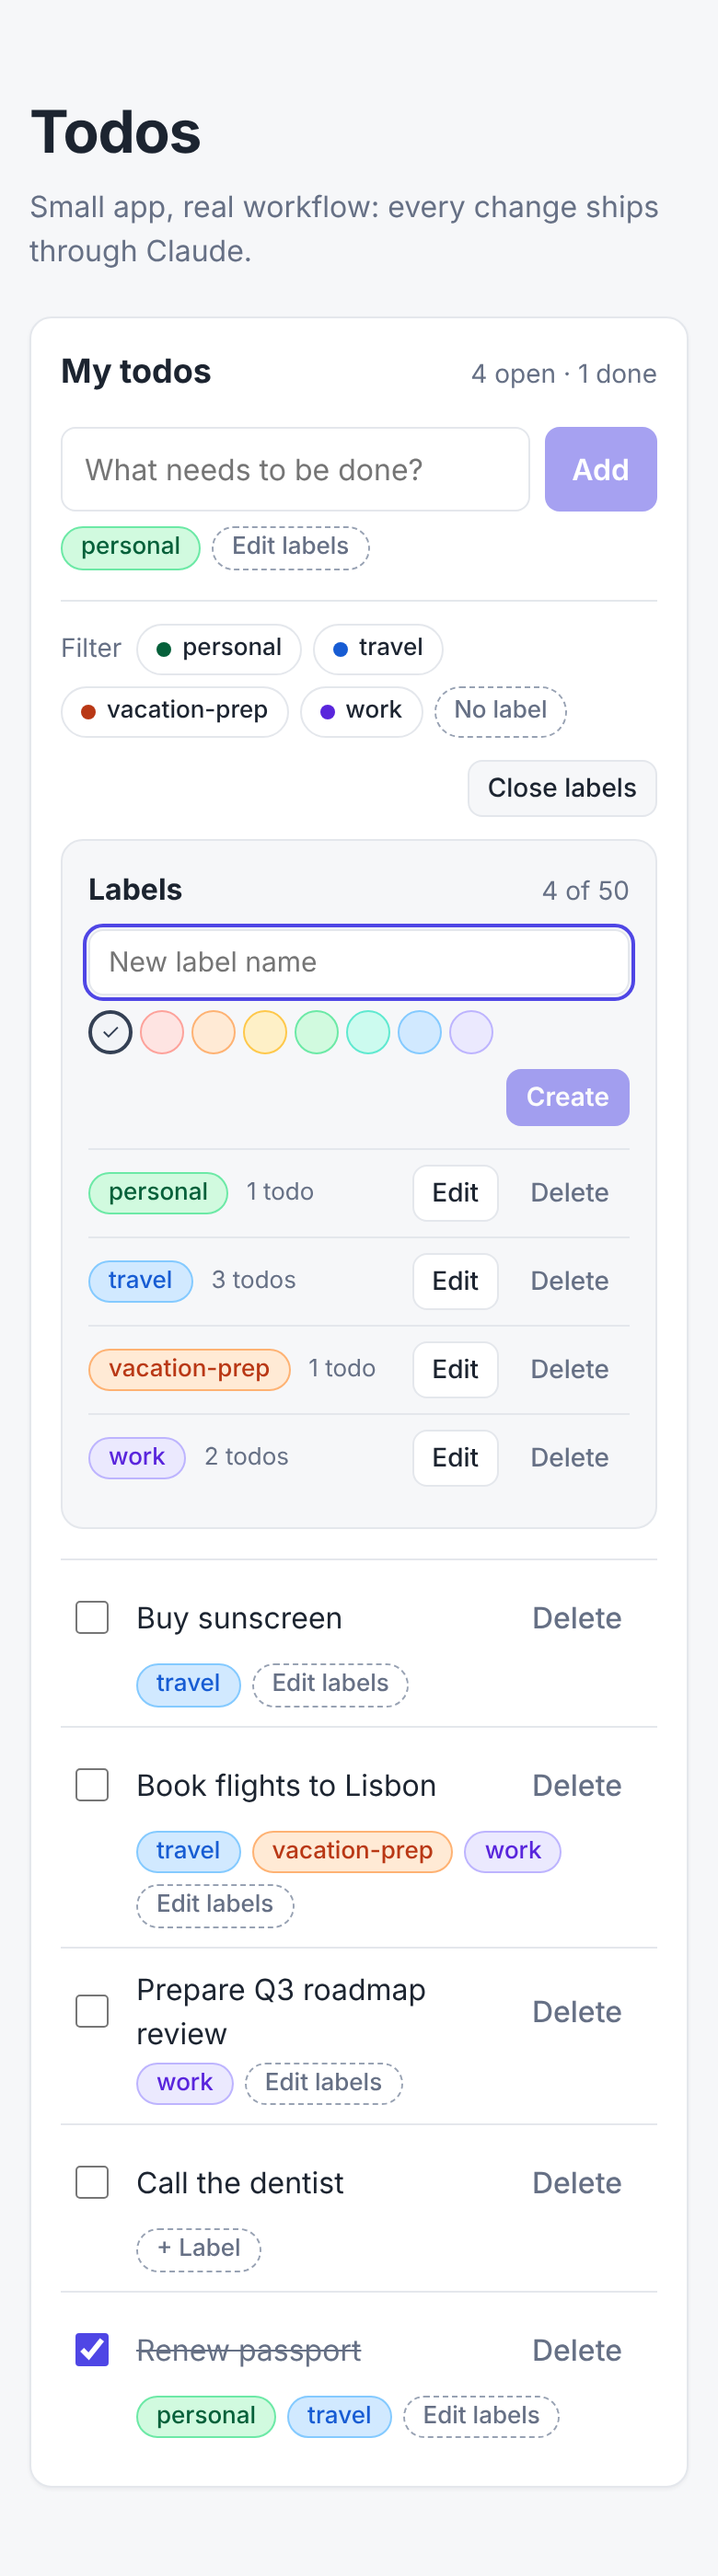 Todos
Small app, real workflow: every change ships
through Claude.
My todos 4 open · 1 done
What needs to be done? Add
personal Edit labels
Filter personal travel
vacation-prep work No label
Close labels
Labels 4 of 50
New label name
Create
personal 1 todo Edit Delete
travel 3 todos Edit Delete
vacation-prep 1 todo Edit Delete
work 2 todos Edit Delete
Buy sunscreen Delete
travel Edit labels
Book flights to Lisbon Delete
travel vacation-prep work
Edit labels
Prepare Q3 roadmap
review Delete
work Edit labels
Call the dentist Delete
+ Label
Renew passport Delete
personal travel Edit labels